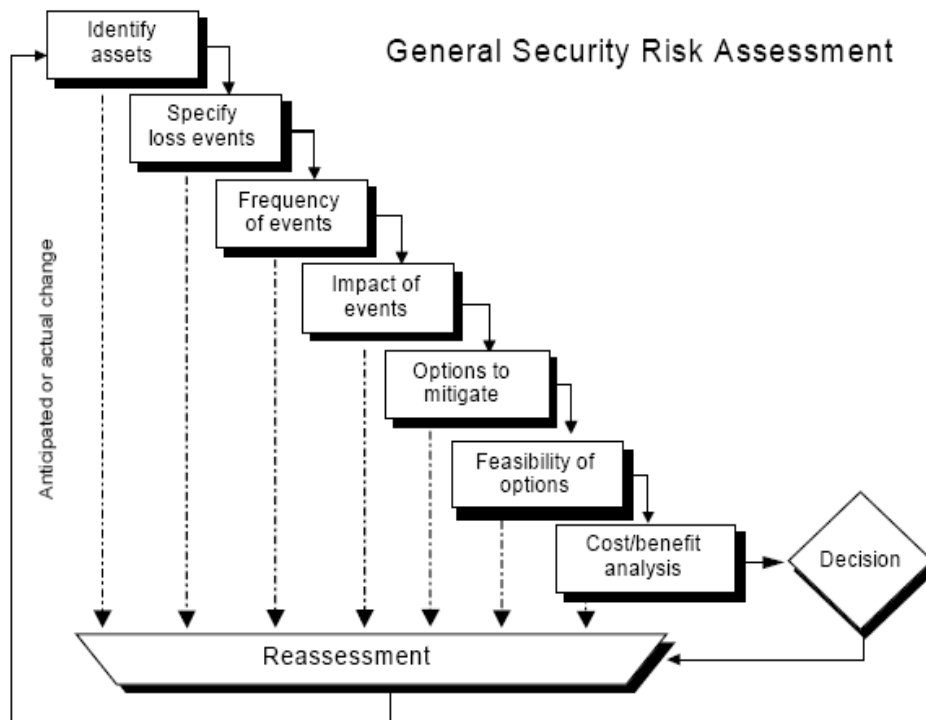 General Security Risk Assessment
Identify
assets
Specify
loss events
Frequency
of events
Impact of
events
Options to
mitigate
Feasibility of
options
Cost/benefit
analysis
Decision
Anticipated or actual change
Reassessment